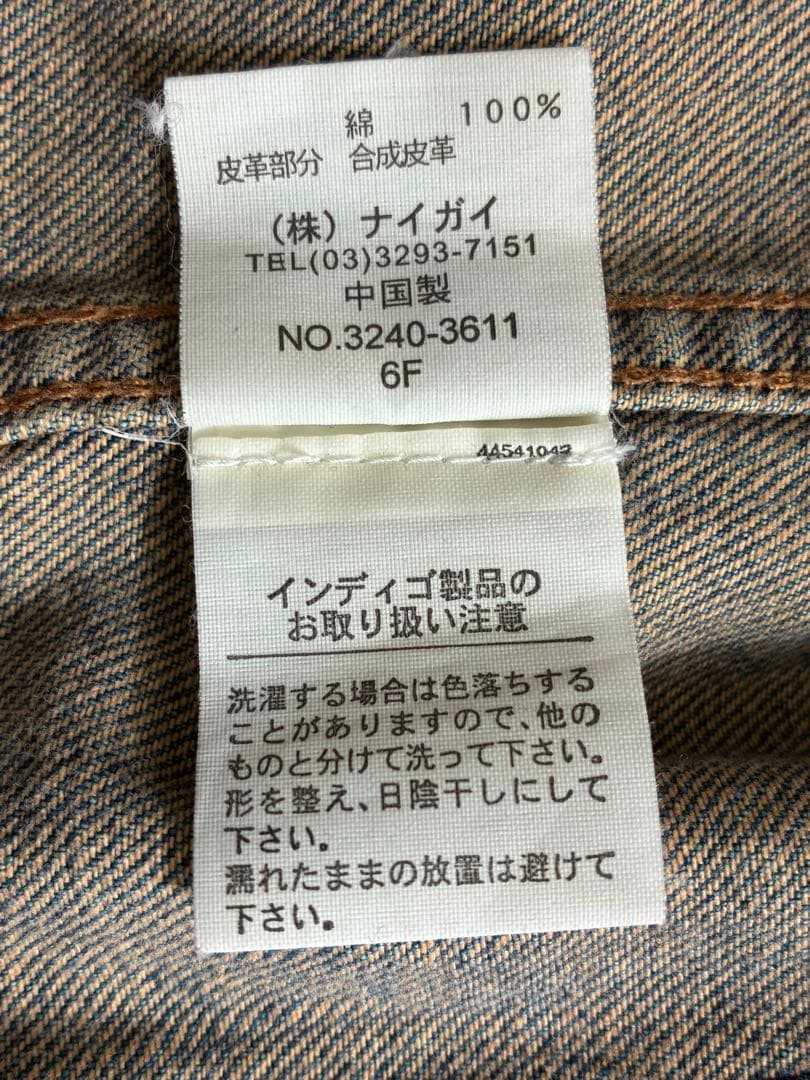 綿 100%
皮革部分 合成皮革
(株) ナイガイ
TEL(03)3293-7151
中国製
NO.3240-3611
6F
インディゴ製品の
お取り扱い注意
洗濯する場合は色落ちする
ことがありますので、他の
ものと分けて洗って下さい。
形を整え、日陰干しにして
下さい。
濡れたままの放置は避けて
下さい。